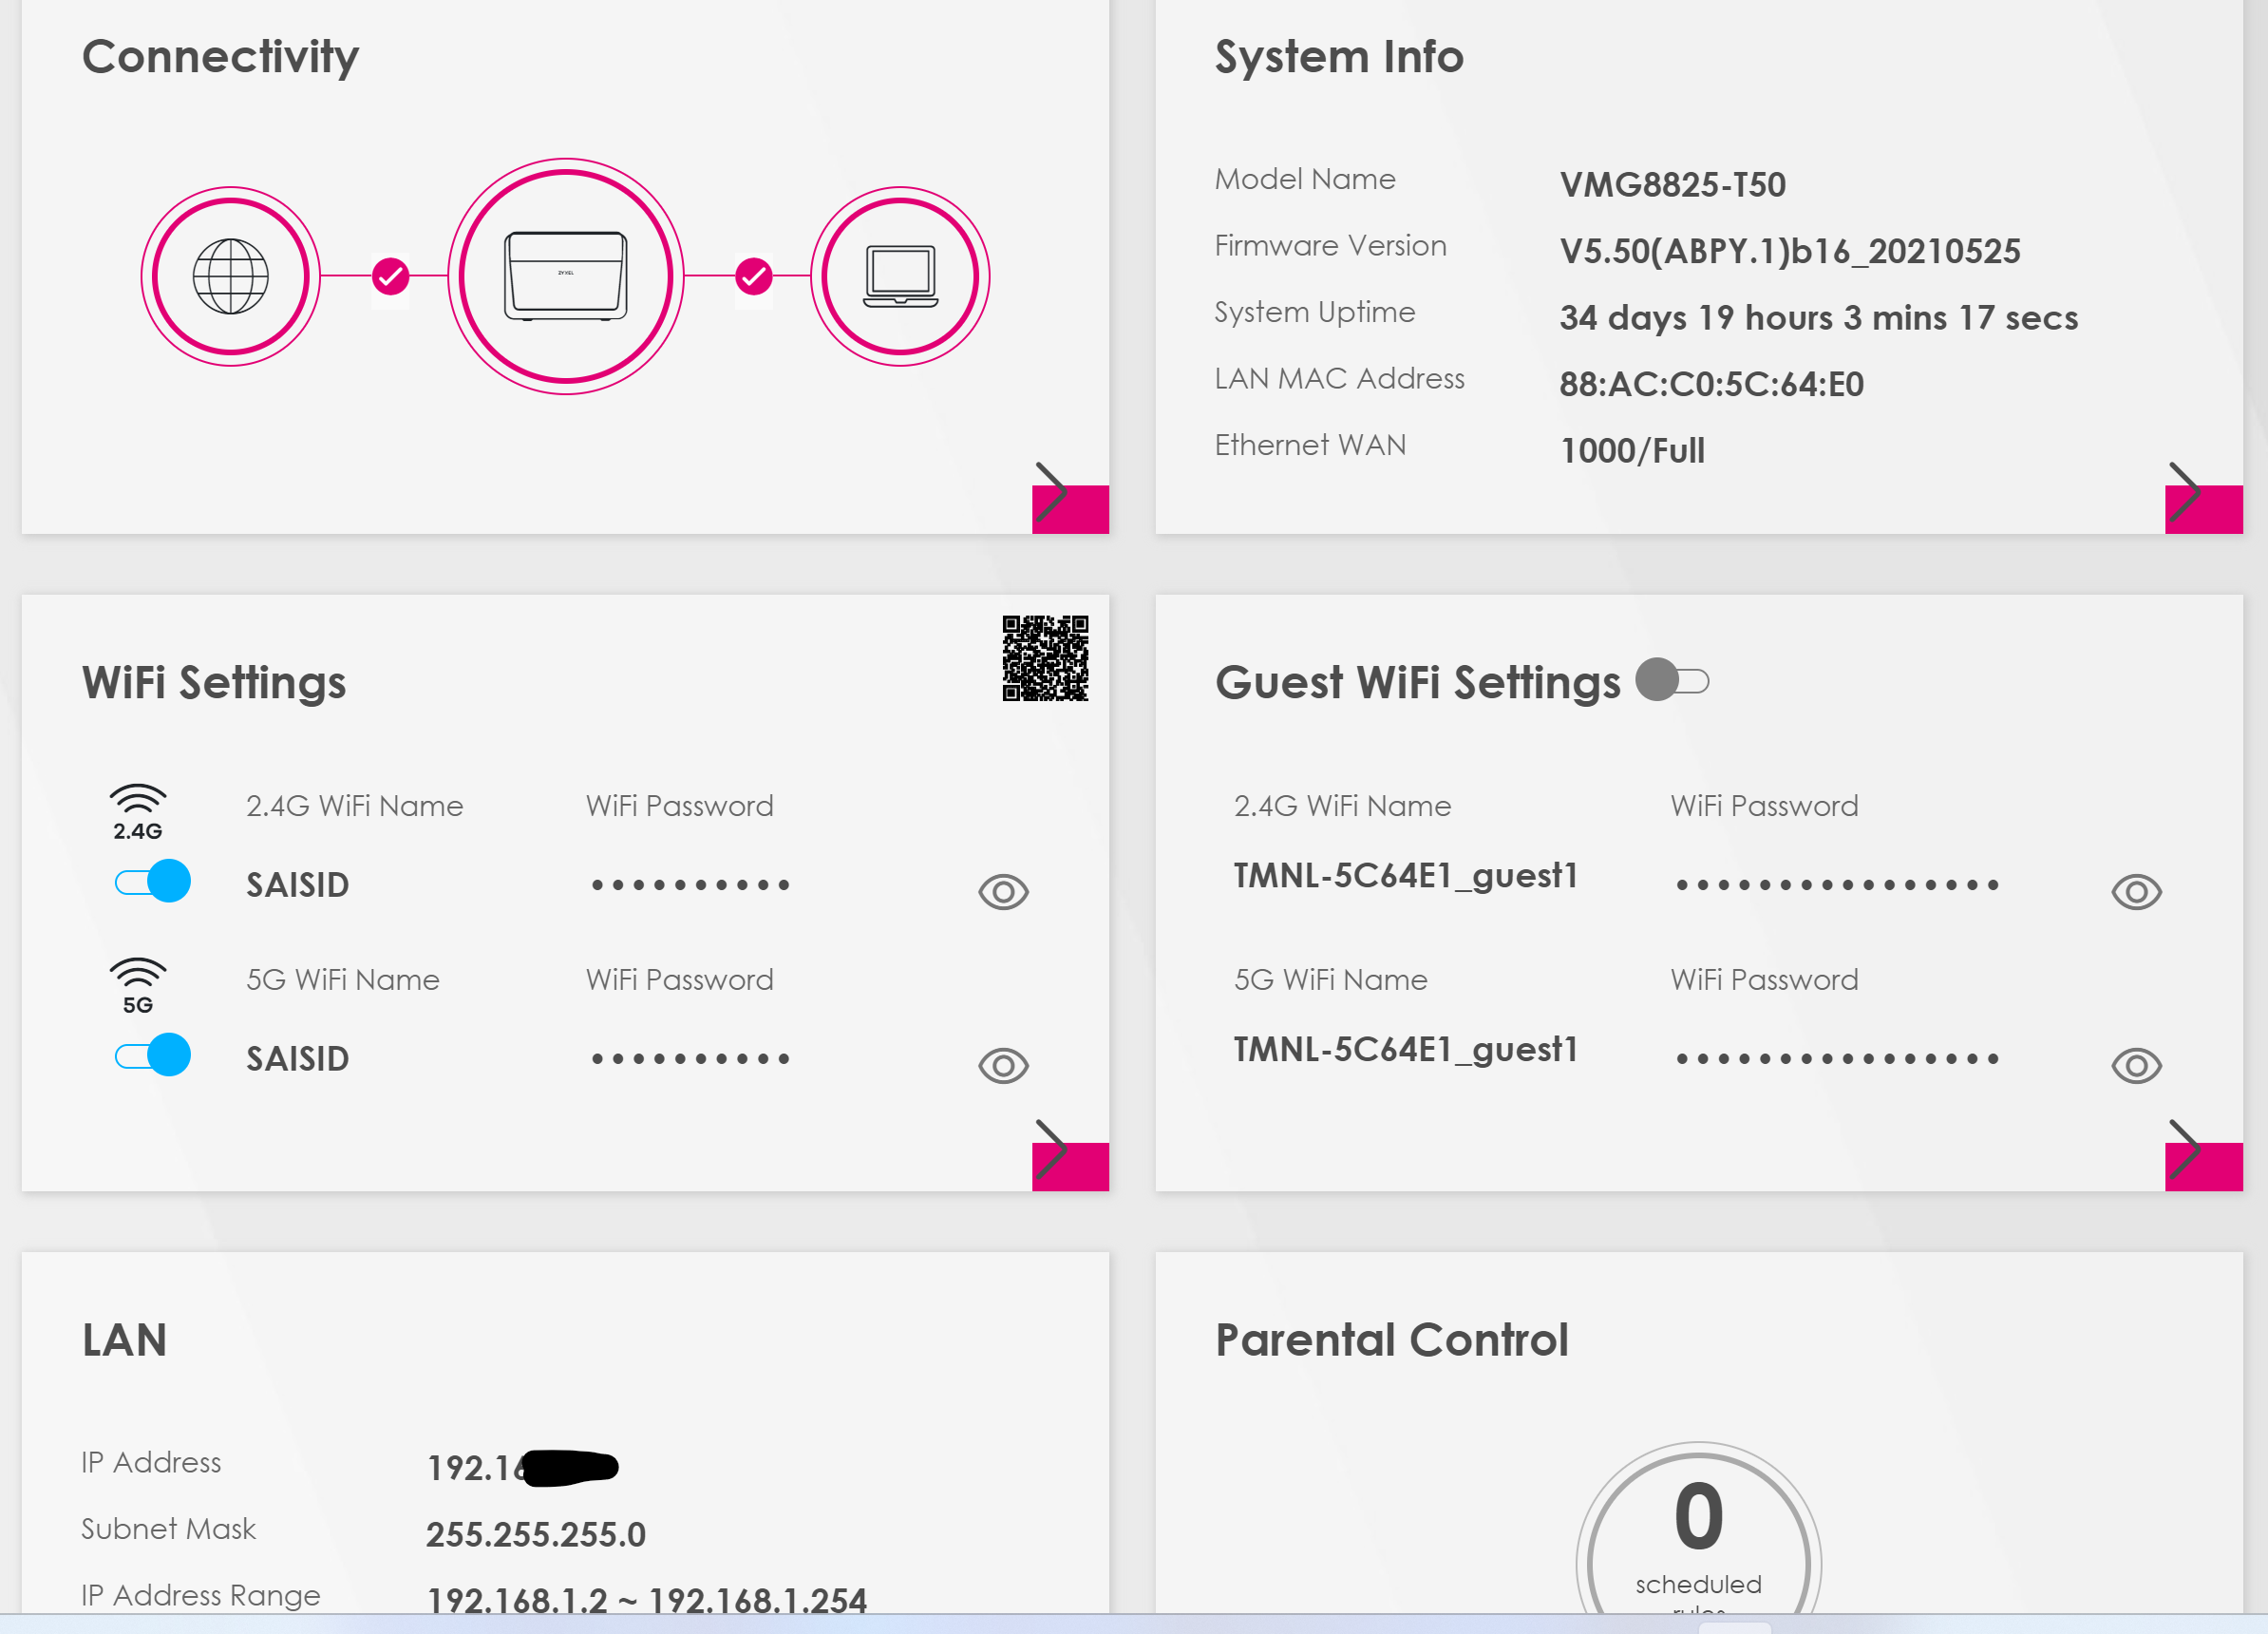 Connectivity
ZYXEL
System Info
Model Name VMG8825-T50
Firmware Version V5.50(ABPY.1)b16_20210525
System Uptime 34 days 19 hours 3 mins 17 secs
LAN MAC Address 88:AC:C0:5C:64:E0
Ethernet WAN 1000/Full
WiFi Settings
2.4G 2.4G WiFi Name WiFi Password
SAISID ••••••••••
5G 5G WiFi Name WiFi Password
SAISID ••••••••••
Guest WiFi Settings
2.4G WiFi Name WiFi Password
TMNL-5C64E1_guest1 ••••••••••••••••
5G WiFi Name WiFi Password
TMNL-5C64E1_guest1 ••••••••••••••••
LAN
IP Address 192.16
Subnet Mask 255.255.255.0
IP Address Range 192.168.1.2 ~ 192.168.1.254
Parental Control
0
scheduled
rules